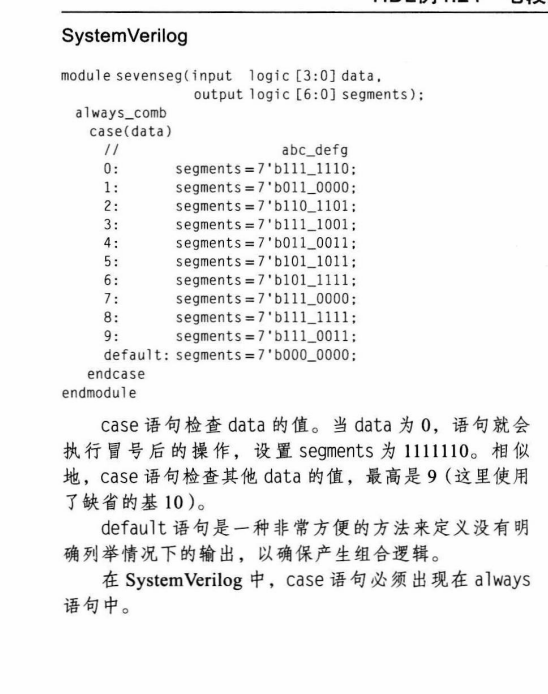 SystemVerilog
module sevenseg(input logic [3:0] data,
output logic [6:0] segments);
always_comb
case(data)
// abc_defg
0: segments = 7'b111_1110;
1: segments = 7'b011_0000;
2: segments = 7'b110_1101;
3: segments = 7'b111_1001;
4: segments = 7'b011_0011;
5: segments = 7'b101_1011;
6: segments = 7'b101_1111;
7: segments = 7'b111_0000;
8: segments = 7'b111_1111;
9: segments = 7'b111_0011;
default: segments = 7'b000_0000;
endcase
endmodule
case 语句检查 data 的值。当 data 为 0，语句就会
执行冒号后的操作，设置 segments 为 1111110。相似
地，case 语句检查其他 data 的值，最高是 9（这里使用
了缺省的基 10）。
default 语句是一种非常方便的方法来定义没有明
确列举情况下的输出，以确保产生组合逻辑。
在 SystemVerilog 中，case 语句必须出现在 always
语句中。